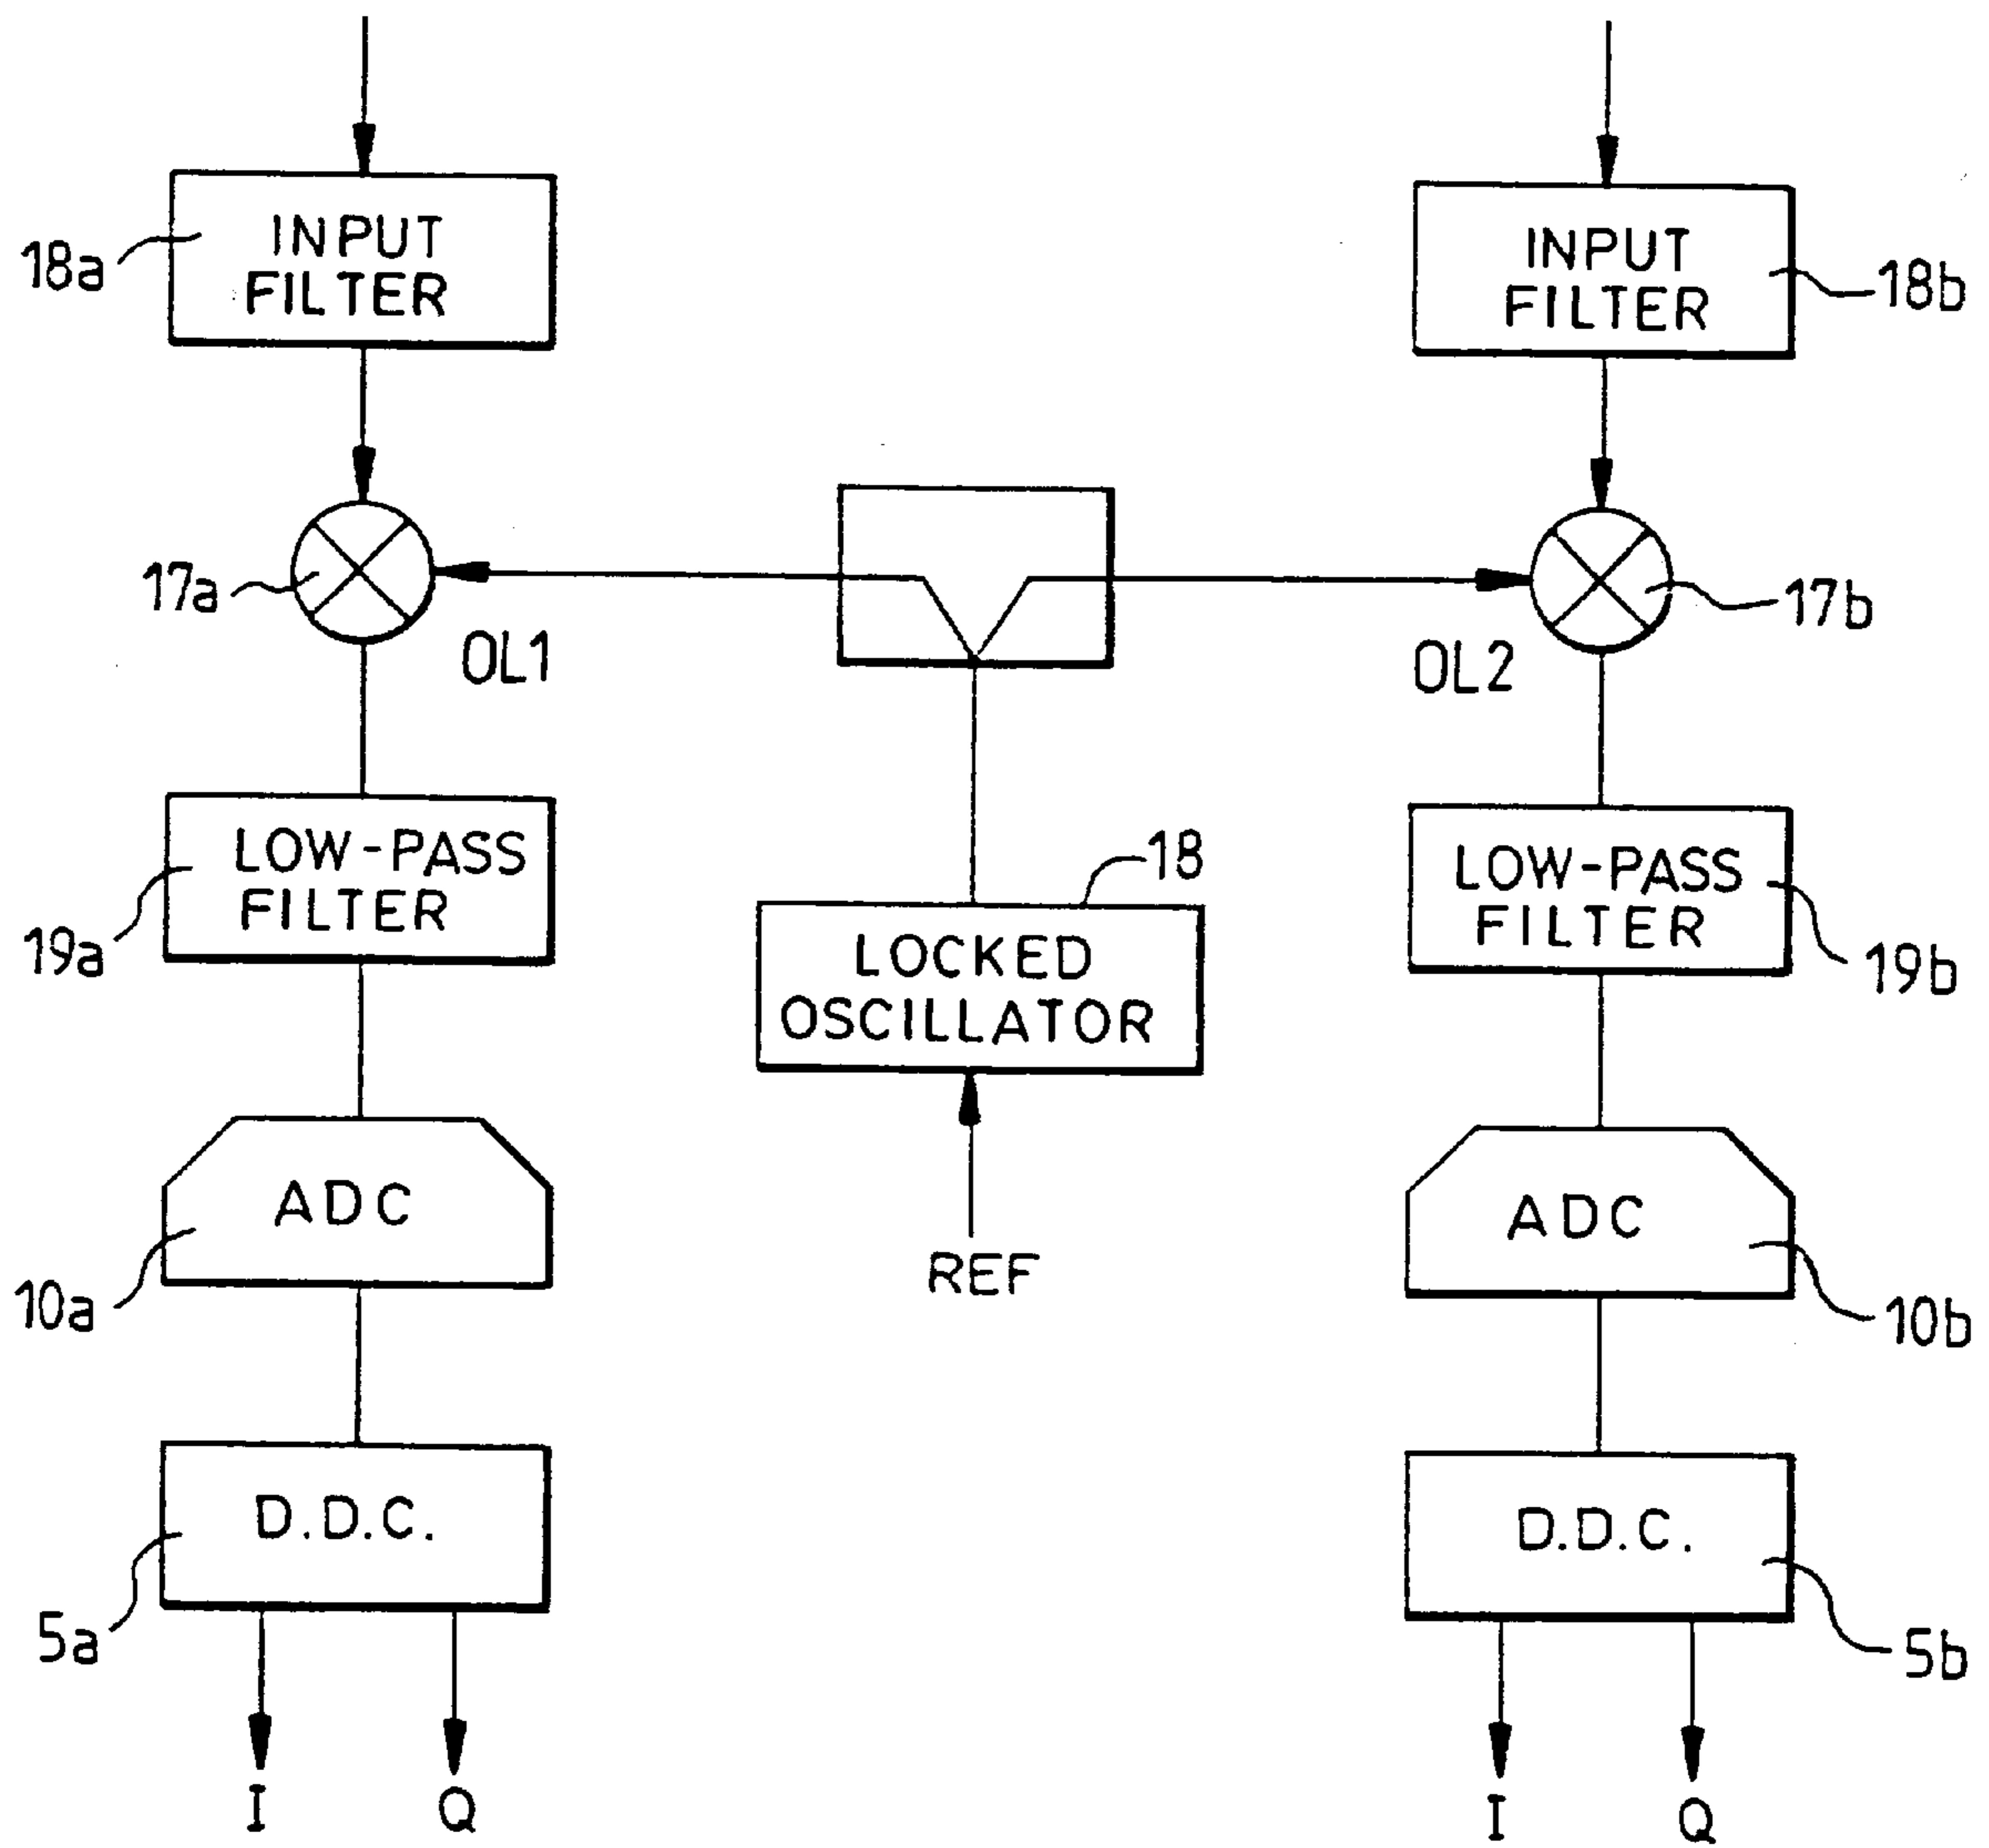 INPUT
FILTER
18a
INPUT
FILTER
18b
17a
OL1
OL2
17b
LOW-PASS
FILTER
19a
18
LOCKED
OSCILLATOR
REF
LOW-PASS
FILTER
19b
ADC
10a
ADC
10b
D.D.C.
5a
D.D.C.
5b
I
Q
I
Q